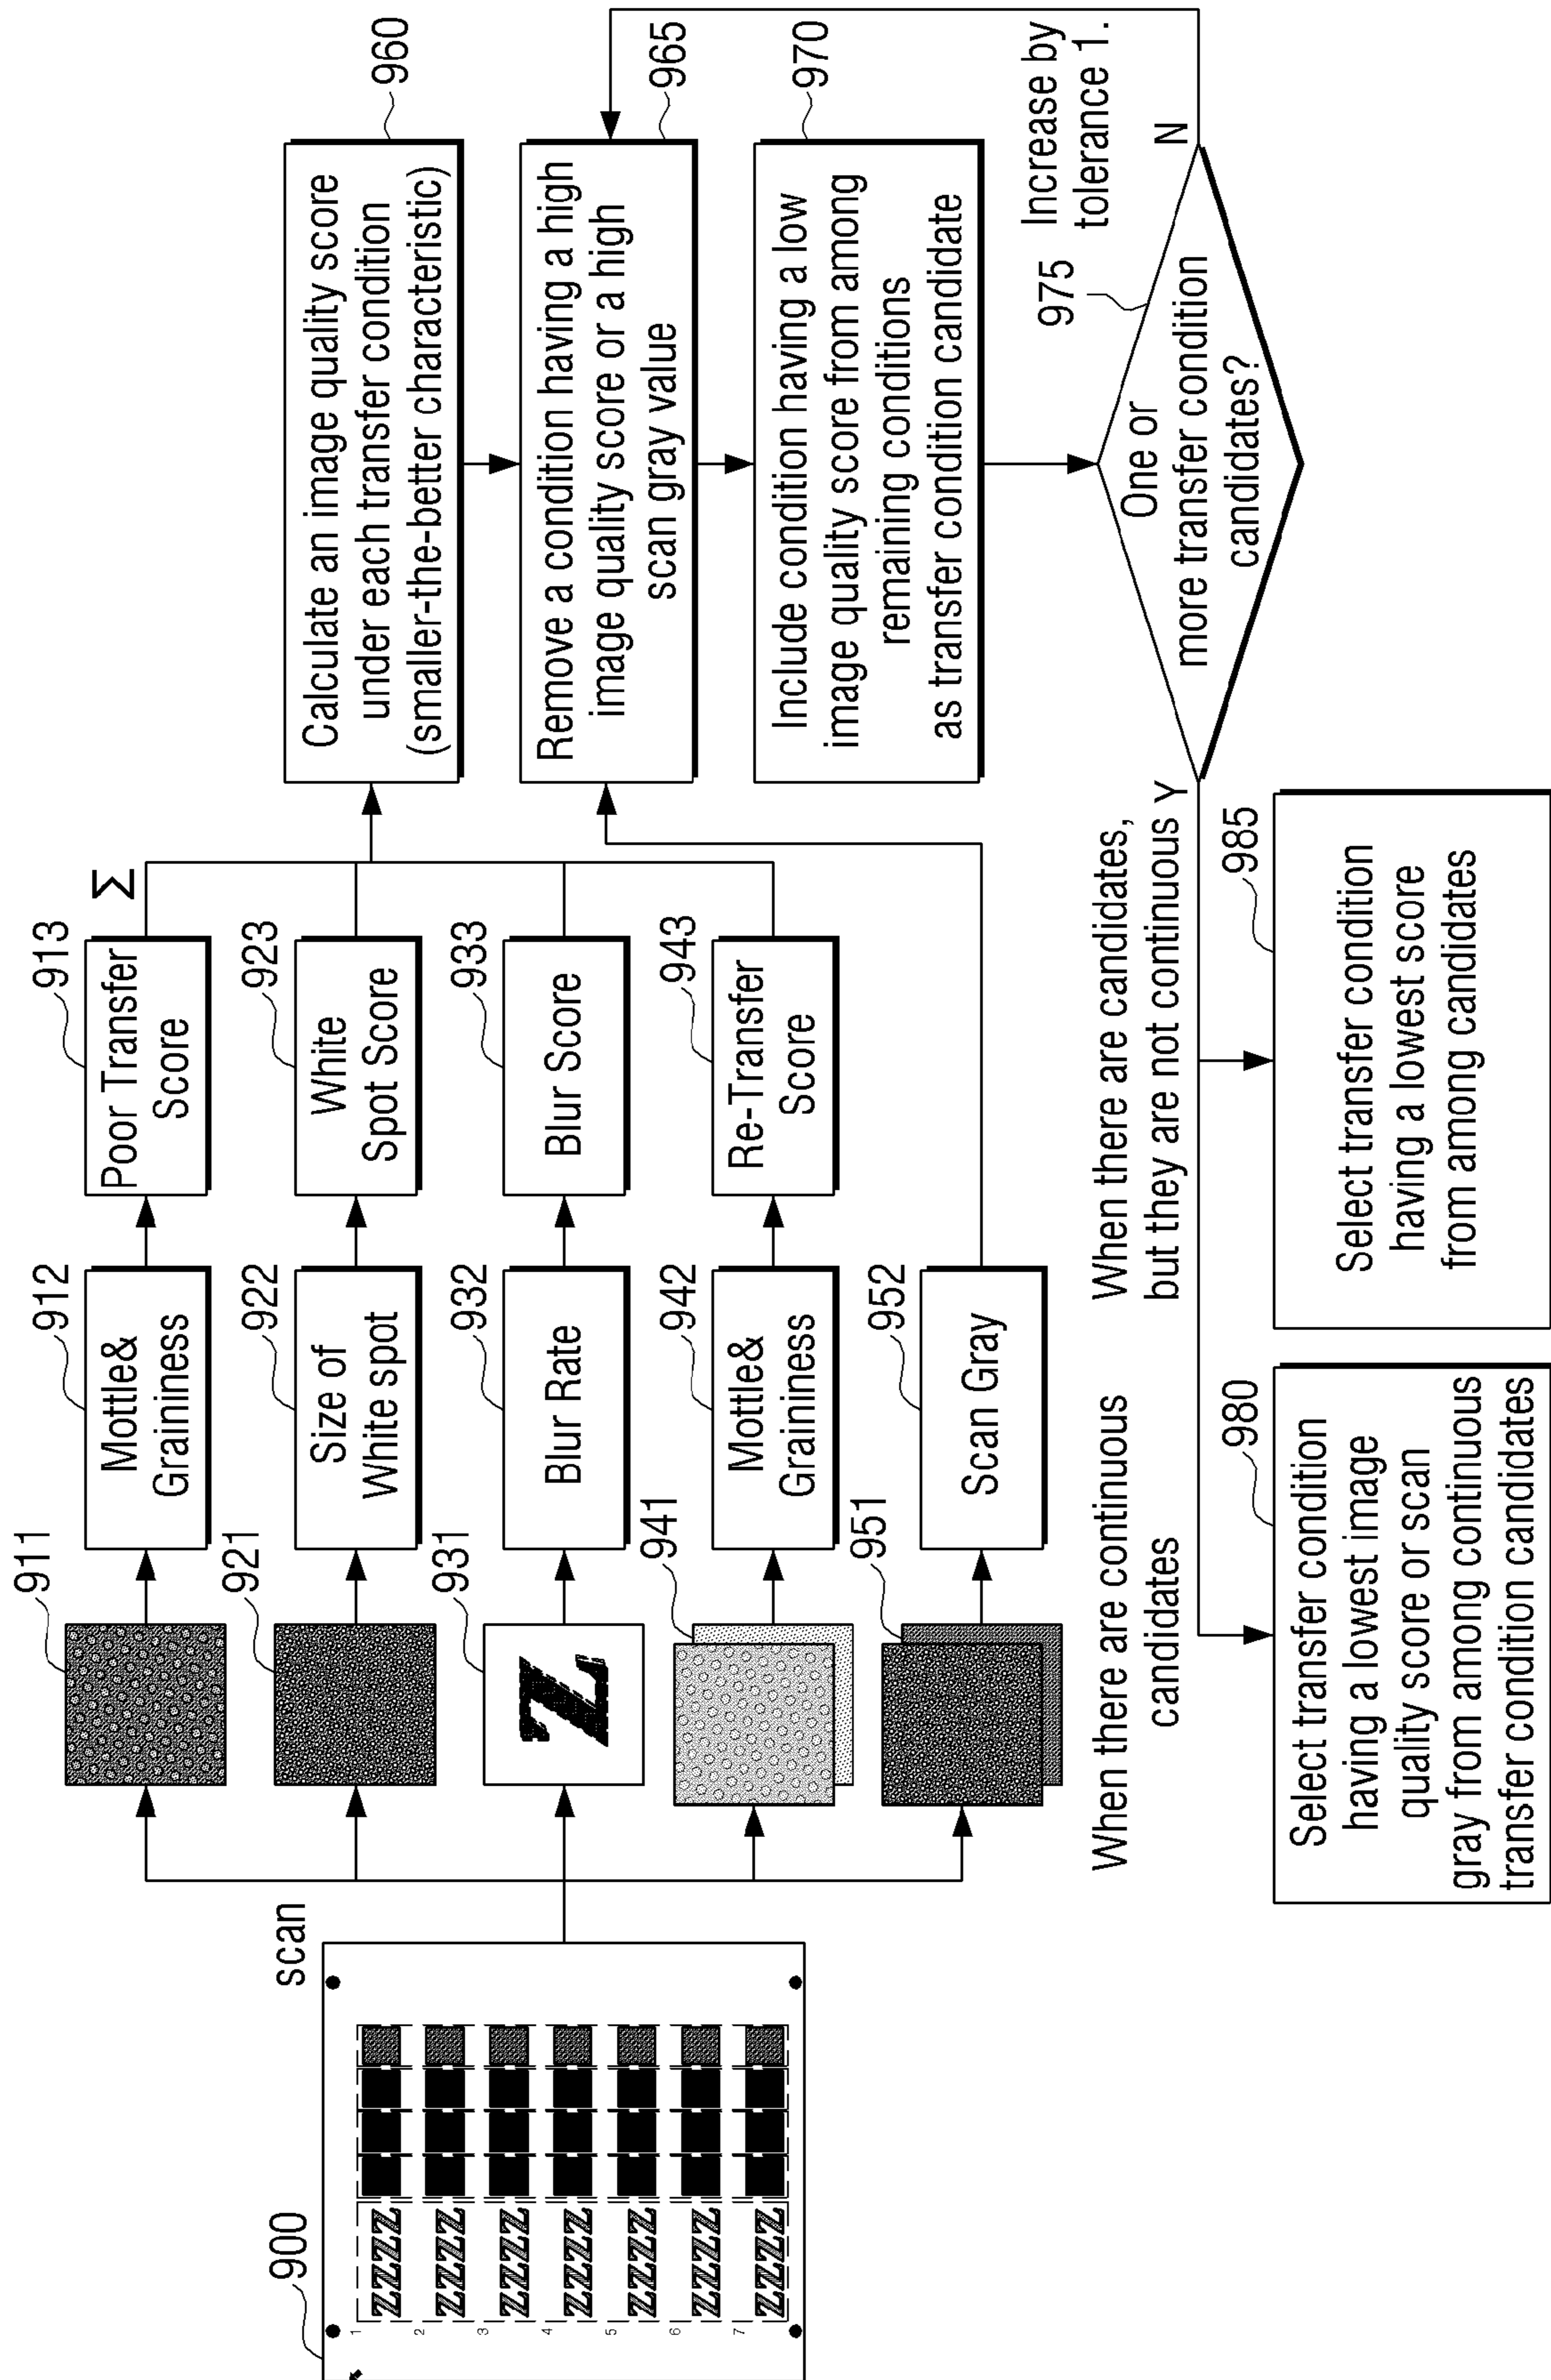 900
scan
1
2
3
4
5
6
7
ZZZZ
ZZZZ
ZZZZ
ZZZZ
ZZZZ
ZZZZ
ZZZZ
911
912
Mottle&
Graininess
913
Poor Transfer
Score
Σ
921
922
Size of
White spot
923
White
Spot Score
931
Z
932
Blur Rate
933
Blur Score
941
942
Mottle&
Graininess
943
Re-Transfer
Score
951
952
Scan Gray
960
Calculate an image quality score
under each transfer condition
(smaller-the-better characteristic)
965
Remove a condition having a high
image quality score or a high
scan gray value
970
Include condition having a low
image quality score from among
remaining conditions
as transfer condition candidate
975
One or
more transfer condition
candidates?
N
Increase by
tolerance 1.
Y
When there are continuous
candidates
When there are candidates,
but they are not continuous
980
Select transfer condition
having a lowest image
quality score or scan
gray from among continuous
transfer condition candidates
985
Select transfer condition
having a lowest score
from among candidates